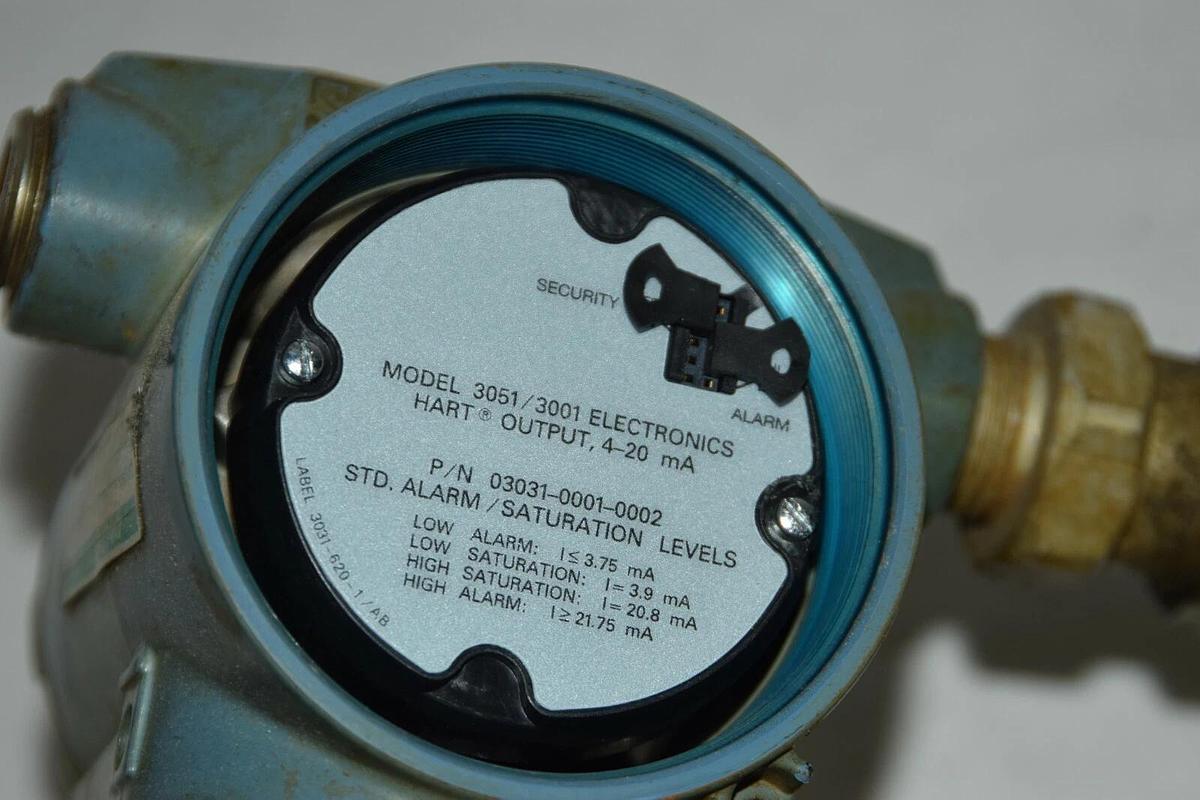 SECURITY
ALARM
MODEL 3051/3001 ELECTRONICS
HART® OUTPUT, 4-20 mA
P/N 03031-0001-0002
STD. ALARM/SATURATION LEVELS
LOW ALARM: I ≤ 3.75 mA
LOW SATURATION: I = 3.9 mA
HIGH SATURATION: I = 20.8 mA
HIGH ALARM: I ≥ 21.75 mA
LABEL 3031-620-1/AB